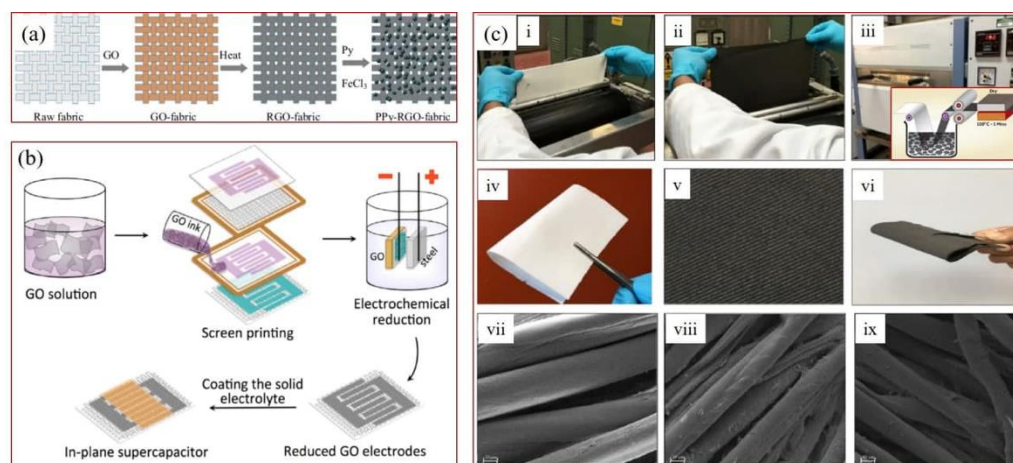 (a)
GO
Heat
Py
FeCl3
Raw fabric
GO-fabric
RGO-fabric
PPy-RGO-fabric
(b)
GO solution
GO ink
Screen printing
−
+
GO
steel
Electrochemical
reduction
Coating the solid
electrolyte
In-plane supercapacitor
Reduced GO electrodes
(c)
i
ii
iii
Dry
iv
v
vi
vii
viii
ix